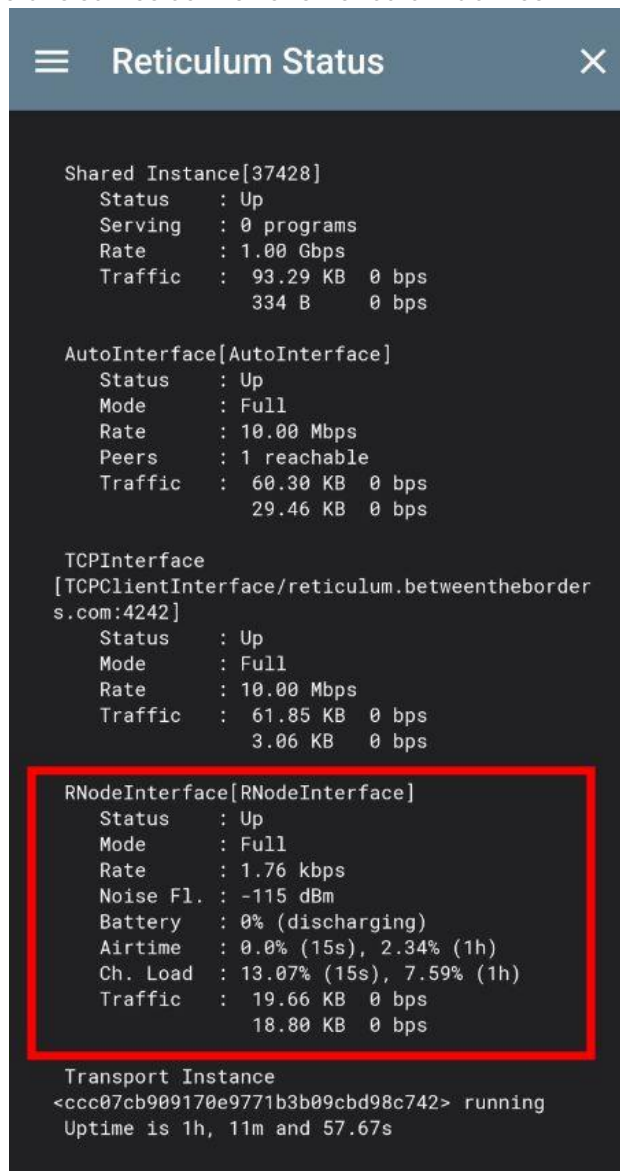 Reticulum Status
Shared Instance[37428]
Status : Up
Serving : 0 programs
Rate : 1.00 Gbps
Traffic : 93.29 KB 0 bps
334 B 0 bps
AutoInterface[AutoInterface]
Status : Up
Mode : Full
Rate : 10.00 Mbps
Peers : 1 reachable
Traffic : 60.30 KB 0 bps
29.46 KB 0 bps
TCPInterface
[TCPClientInterface/reticulum.betweentheborder
s.com:4242]
Status : Up
Mode : Full
Rate : 10.00 Mbps
Traffic : 61.85 KB 0 bps
3.06 KB 0 bps
RNodeInterface[RNodeInterface]
Status : Up
Mode : Full
Rate : 1.76 kbps
Noise Fl. : -115 dBm
Battery : 0% (discharging)
Airtime : 0.0% (15s), 2.34% (1h)
Ch. Load : 13.07% (15s), 7.59% (1h)
Traffic : 19.66 KB 0 bps
18.80 KB 0 bps
Transport Instance
<ccc07cb909170e9771b3b09cbd98c742> running
Uptime is 1h, 11m and 57.67s